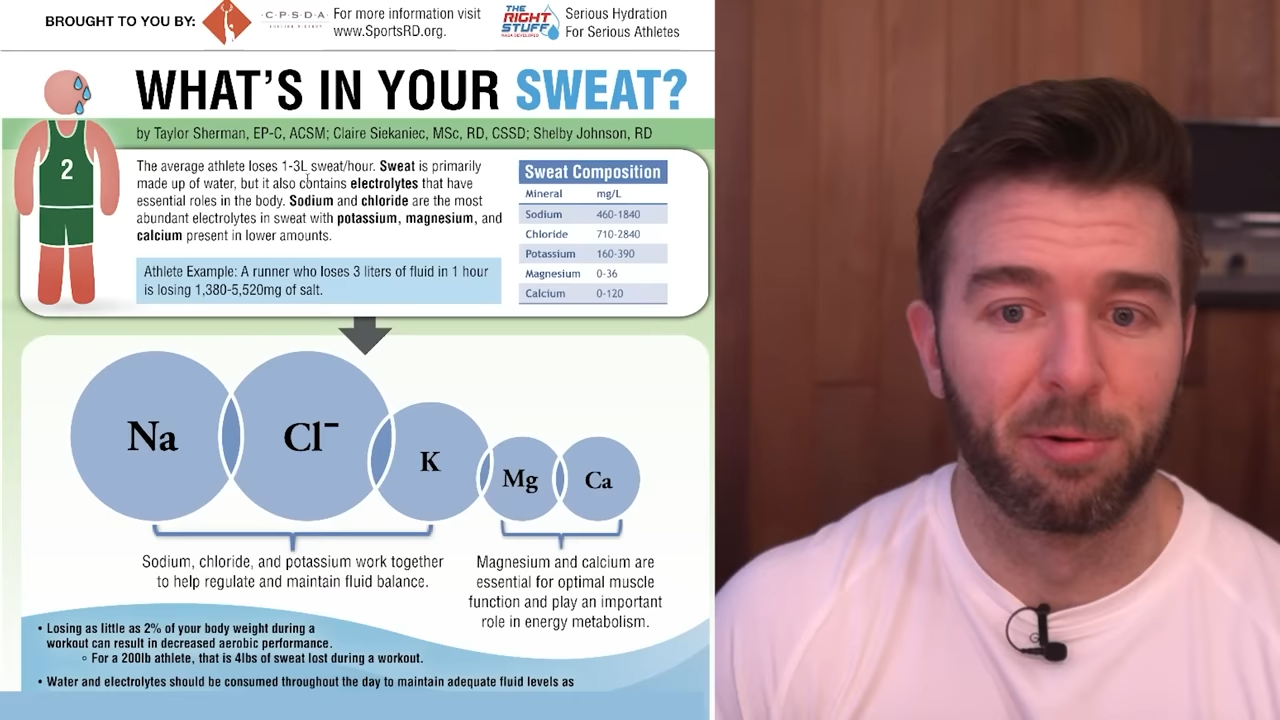 BROUGHT TO YOU BY:
C·P·S·D·A
For more information visit
www.SportsRD.org.
THE
RIGHT
STUFF
Serious Hydration
For Serious Athletes
WHAT'S IN YOUR SWEAT?
by Taylor Sherman, EP-C, ACSM; Claire Siekaniec, MSc, RD, CSSD; Shelby Johnson, RD
2
The average athlete loses 1-3L sweat/hour. Sweat is primarily
made up of water, but it also contains electrolytes that have
essential roles in the body. Sodium and chloride are the most
abundant electrolytes in sweat with potassium, magnesium, and
calcium present in lower amounts.
Athlete Example: A runner who loses 3 liters of fluid in 1 hour
is losing 1,380-5,520mg of salt.
Sweat Composition
Mineral mg/L
Sodium 460-1840
Chloride 710-2840
Potassium 160-390
Magnesium 0-36
Calcium 0-120
Na Cl⁻ K Mg Ca
Sodium, chloride, and potassium work together
to help regulate and maintain fluid balance.
Magnesium and calcium are
essential for optimal muscle
function and play an important
role in energy metabolism.
• Losing as little as 2% of your body weight during a
workout can result in decreased aerobic performance.
◦ For a 200lb athlete, that is 4lbs of sweat lost during a workout.
• Water and electrolytes should be consumed throughout the day to maintain adequate fluid levels as